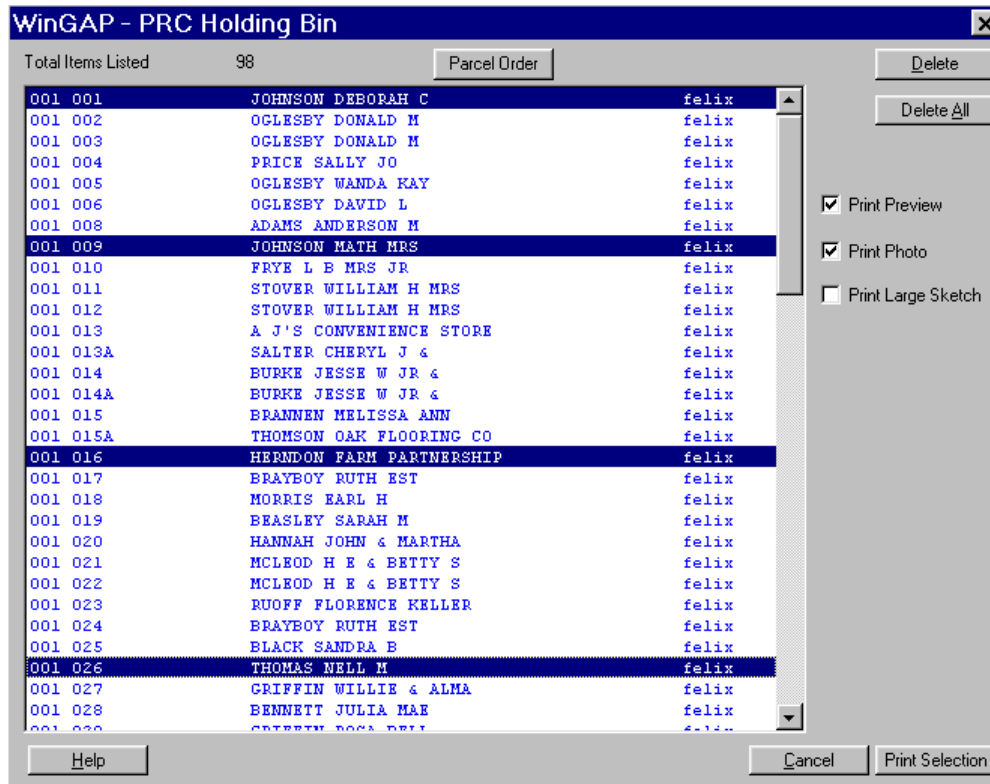 WinGAP - PRC Holding Bin
Total Items Listed 98 Parcel Order Delete
Delete All
001 001 JOHNSON DEBORAH C felix
001 002 OGLESBY DONALD M felix
001 003 OGLESBY DONALD M felix
001 004 PRICE SALLY JO felix
001 005 OGLESBY WANDA KAY felix
001 006 OGLESBY DAVID L felix
001 008 ADAMS ANDERSON M felix
001 009 JOHNSON MATH MRS felix
001 010 FRYE L B MRS JR felix
001 011 STOVER WILLIAM H MRS felix
001 012 STOVER WILLIAM H MRS felix
001 013 A J'S CONVENIENCE STORE felix
001 013A SALTER CHERYL J & felix
001 014 BURKE JESSE W JR & felix
001 014A BURKE JESSE W JR & felix
001 015 BRANNEN MELISSA ANN felix
001 015A THOMSON OAK FLOORING CO felix
001 016 HERNDON FARM PARTNERSHIP felix
001 017 BRAYBOY RUTH EST felix
001 018 MORRIS EARL H felix
001 019 BEASLEY SARAH M felix
001 020 HANNAH JOHN & MARTHA felix
001 021 MCLEOD H E & BETTY S felix
001 022 MCLEOD H E & BETTY S felix
001 023 RUOFF FLORENCE KELLER felix
001 024 BRAYBOY RUTH EST felix
001 025 BLACK SANDRA B felix
001 026 THOMAS NELL M felix
001 027 GRIFFIN WILLIE & ALMA felix
001 028 BENNETT JULIA MAE felix
Print Preview
Print Photo
Print Large Sketch
Help Cancel Print Selection